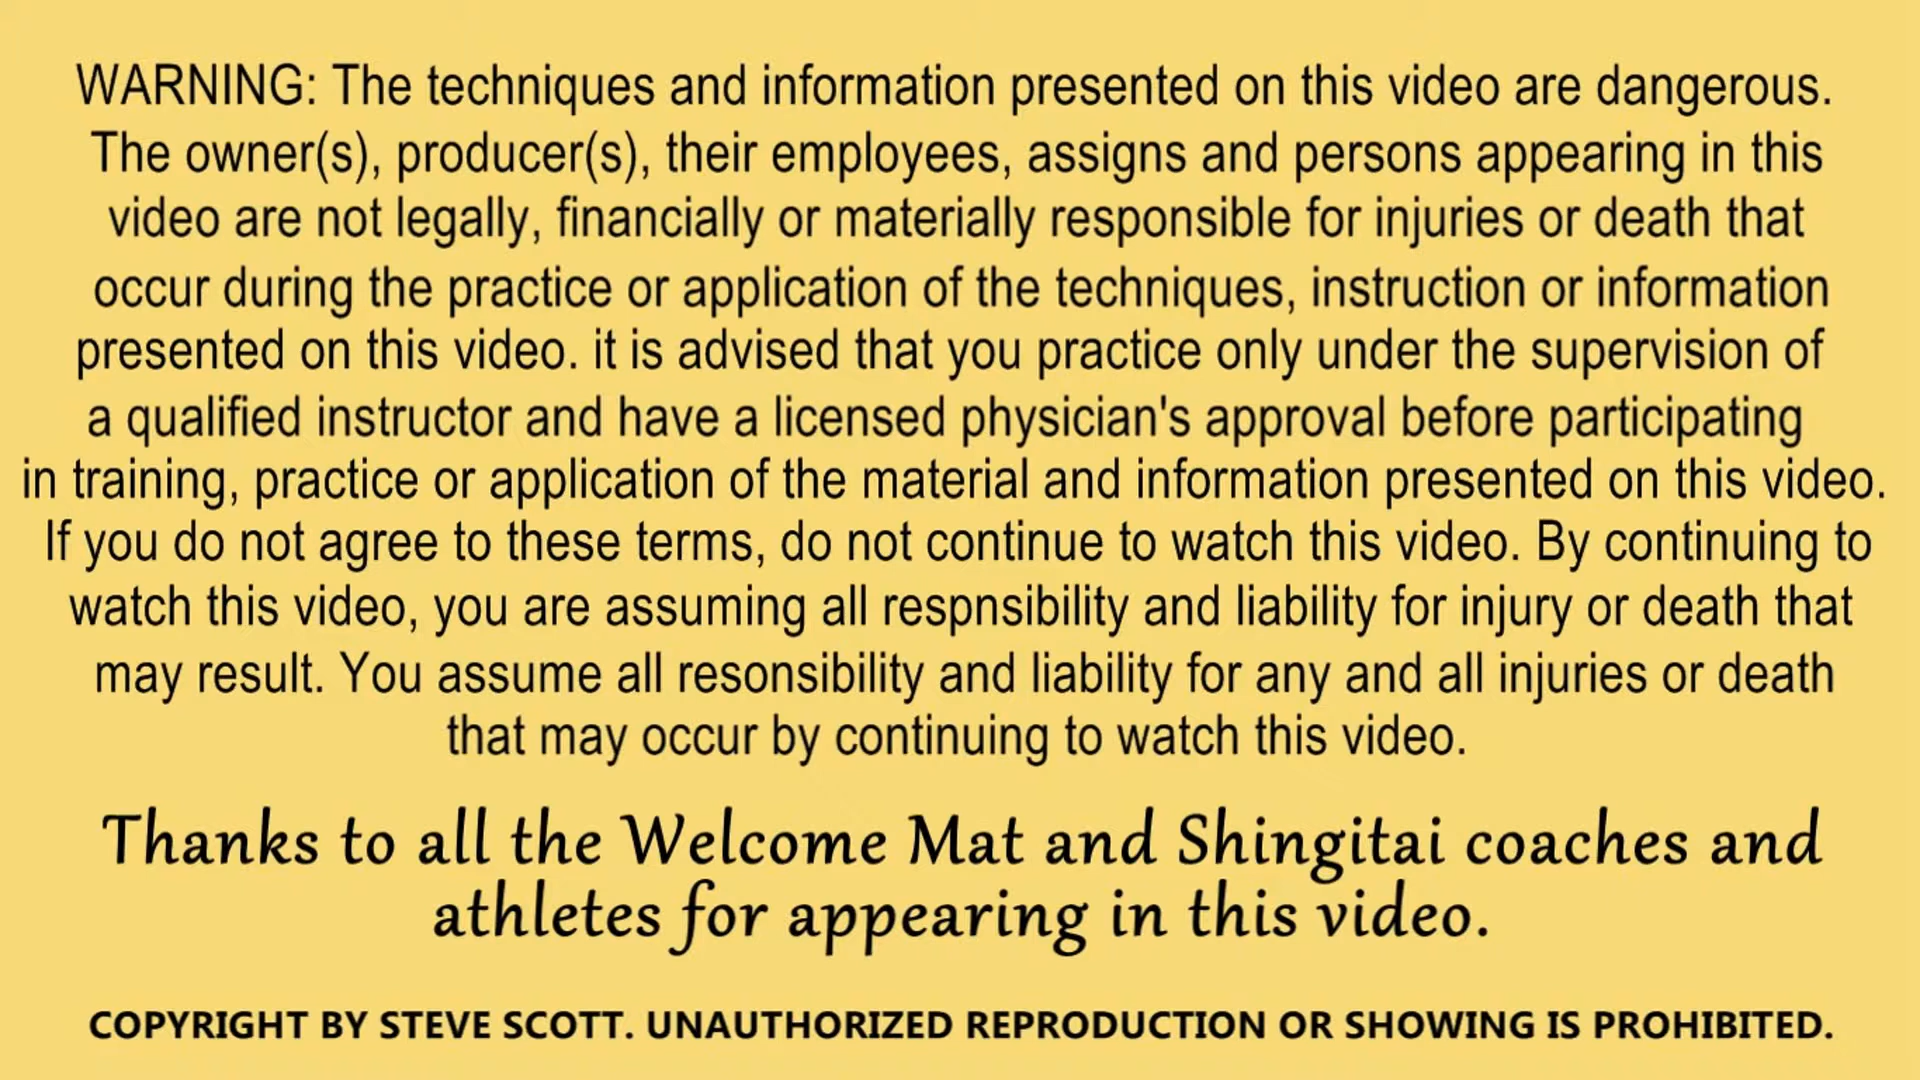 WARNING: The techniques and information presented on this video are dangerous.
The owner(s), producer(s), their employees, assigns and persons appearing in this
video are not legally, financially or materially responsible for injuries or death that
occur during the practice or application of the techniques, instruction or information
presented on this video. it is advised that you practice only under the supervision of
a qualified instructor and have a licensed physician's approval before participating
in training, practice or application of the material and information presented on this video.
If you do not agree to these terms, do not continue to watch this video. By continuing to
watch this video, you are assuming all respnsibility and liability for injury or death that
may result. You assume all resonsibility and liability for any and all injuries or death
that may occur by continuing to watch this video.
Thanks to all the Welcome Mat and Shingitai coaches and
athletes for appearing in this video.
COPYRIGHT BY STEVE SCOTT. UNAUTHORIZED REPRODUCTION OR SHOWING IS PROHIBITED.